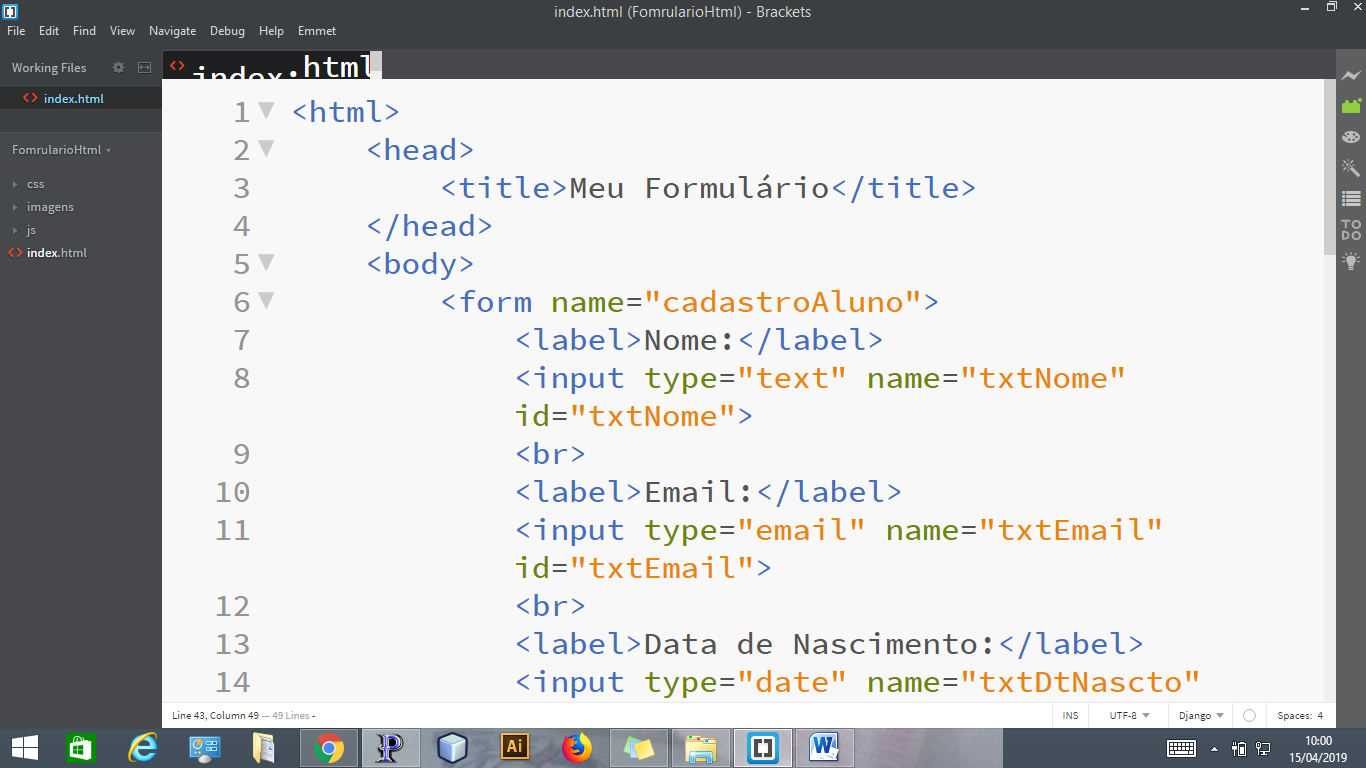 index.html (FomrularioHtml) - Brackets
File Edit Find View Navigate Debug Help Emmet
Working Files
index.html
index.html
FomrularioHtml
css
imagens
js
index.html
1 <html>
2 <head>
3 <title>Meu Formulário</title>
4 </head>
5 <body>
6 <form name="cadastroAluno">
7 <label>Nome:</label>
8 <input type="text" name="txtNome"
id="txtNome">
9 <br>
10 <label>Email:</label>
11 <input type="email" name="txtEmail"
id="txtEmail">
12 <br>
13 <label>Data de Nascimento:</label>
14 <input type="date" name="txtDtNascto"
TO
DO
Line 43, Column 49 — 49 Lines -
INS UTF-8 Django Spaces: 4
Ai
10:00
15/04/2019